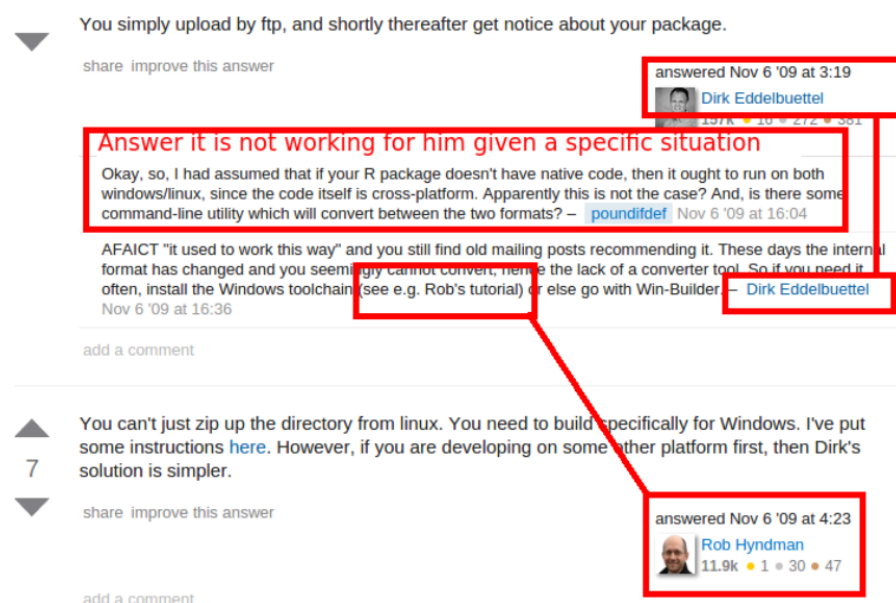 You simply upload by ftp, and shortly thereafter get notice about your package.
share improve this answer
answered Nov 6 '09 at 3:19
Dirk Eddelbuettel
157k 16 272 381
Answer it is not working for him given a specific situation
Okay, so, I had assumed that if your R package doesn't have native code, then it ought to run on both
windows/linux, since the code itself is cross-platform. Apparently this is not the case? And, is there some
command-line utility which will convert between the two formats? – poundifdef Nov 6 '09 at 16:04
AFAICT "it used to work this way" and you still find old mailing posts recommending it. These days the internal
format has changed and you seemingly cannot convert, hence the lack of a converter tool. So if you need it
often, install the Windows toolchain (see e.g. Rob's tutorial) or else go with Win-Builder. – Dirk Eddelbuettel
Nov 6 '09 at 16:36
add a comment
You can't just zip up the directory from linux. You need to build specifically for Windows. I've put
some instructions here. However, if you are developing on some other platform first, then Dirk's
7
solution is simpler.
share improve this answer
answered Nov 6 '09 at 4:23
Rob Hyndman
11.9k 1 30 47
add a comment